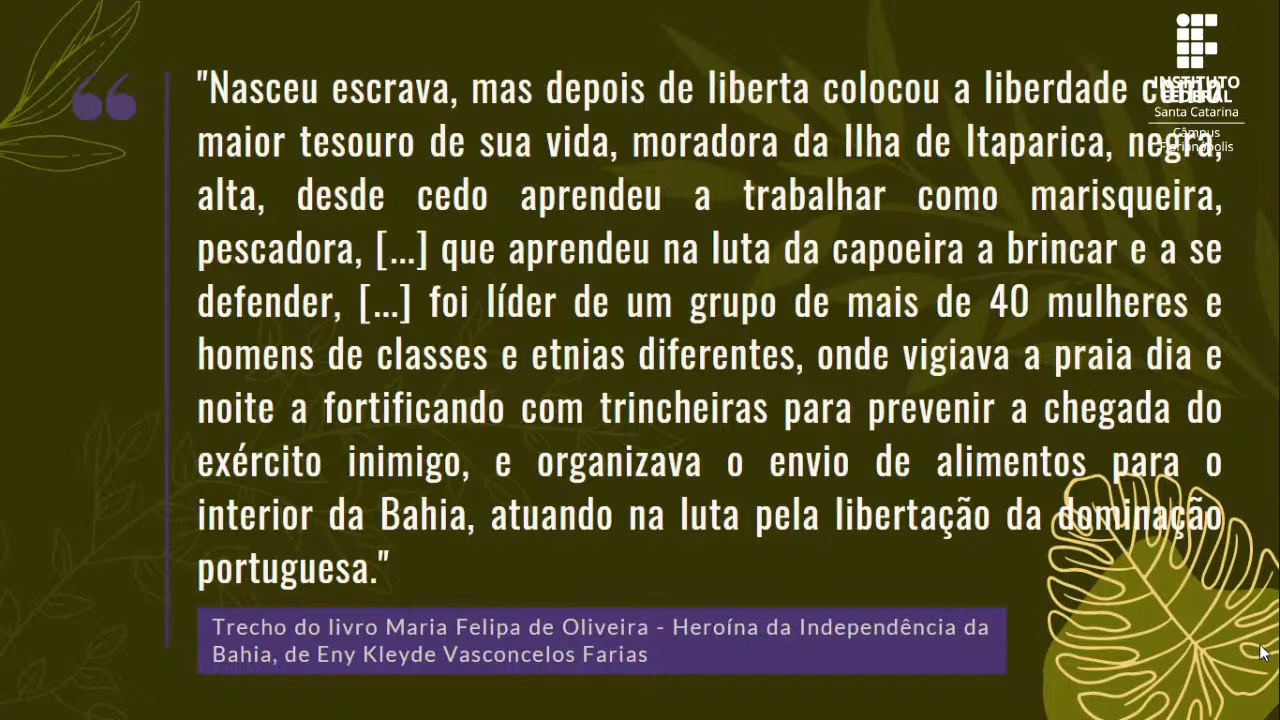 "Nasceu escrava, mas depois de liberta colocou a liberdade como
maior tesouro de sua vida, moradora da Ilha de Itaparica, negra,
alta, desde cedo aprendeu a trabalhar como marisqueira,
pescadora, [...] que aprendeu na luta da capoeira a brincar e a se
defender, [...] foi líder de um grupo de mais de 40 mulheres e
homens de classes e etnias diferentes, onde vigiava a praia dia e
noite a fortificando com trincheiras para prevenir a chegada do
exército inimigo, e organizava o envio de alimentos para o
interior da Bahia, atuando na luta pela libertação da dominação
portuguesa."
Trecho do livro Maria Felipa de Oliveira - Heroína da Independência da
Bahia, de Eny Kleyde Vasconcelos Farias
INSTITUTO
FEDERAL
Santa Catarina
Câmpus
Florianópolis